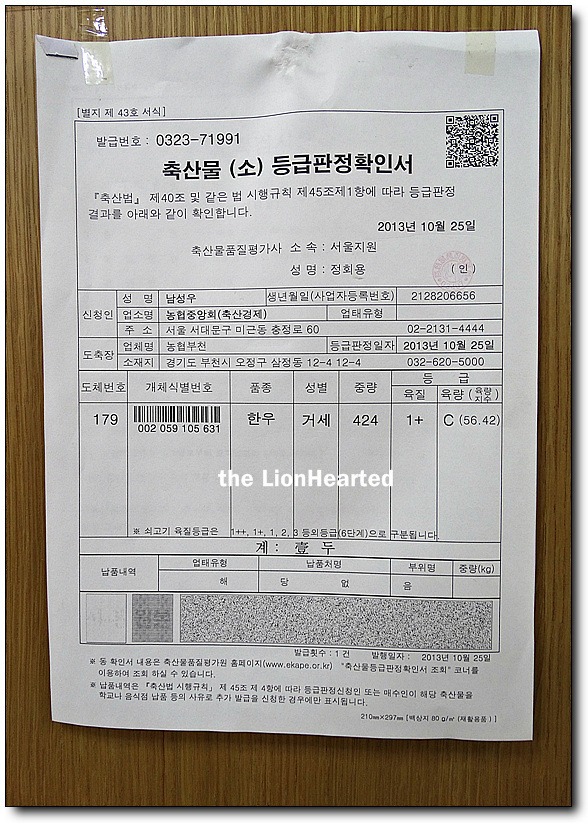 [별지 제 43호 서식]
발급번호 : 0323-71991
축산물 (소) 등급판정확인서
『축산법』 제40조 및 같은 법 시행규칙 제45조제1항에 따라 등급판정
결과를 아래와 같이 확인합니다.
2013년 10월 25일
축산물품질평가사 소 속 : 서울지원
성 명 : 정회용 (인)
신청인 성 명 남성우 생년월일(사업자등록번호) 2128206656
업소명 농협중앙회(축산경제) 업태유형
주 소 서울 서대문구 미근동 충정로 60 02-2131-4444
도축장 업체명 농협부천 등급판정일자 2013년 10월 25일
소재지 경기도 부천시 오정구 삼정동 12-4 12-4 032-620-5000
도체번호 개체식별번호 품종 성별 중량 등 급
육질 육량 (육량지수)
179 002 059 105 631 한우 거세 424 1+ C (56.42)
the LionHearted
※ 쇠고기 육질등급은 1++, 1+, 1, 2, 3 등외등급(6단계)으로 구분됩니다.
계 : 壹 두
납품내역 업태유형 납품처명 부위명 중량(kg)
해 당 없 음
발급횟수 : 1 건 발행일자 : 2013년 10월 25일
※ 동 확인서 내용은 축산물품질평가원 홈페이지(www.ekape.or.kr) "축산물등급판정확인서 조회" 코너를
이용하여 조회 하실 수 있습니다.
※ 납품내역은 『축산법 시행규칙』 제 45조 제 4항에 따라 등급판정신청인 또는 매수인이 해당 축산물을
학교나 음식점 납품 등의 사유로 추가 발급을 신청한 경우에만 표시됩니다.
210㎜×297㎜ [백상지 80 g/㎡ (재활용품)]